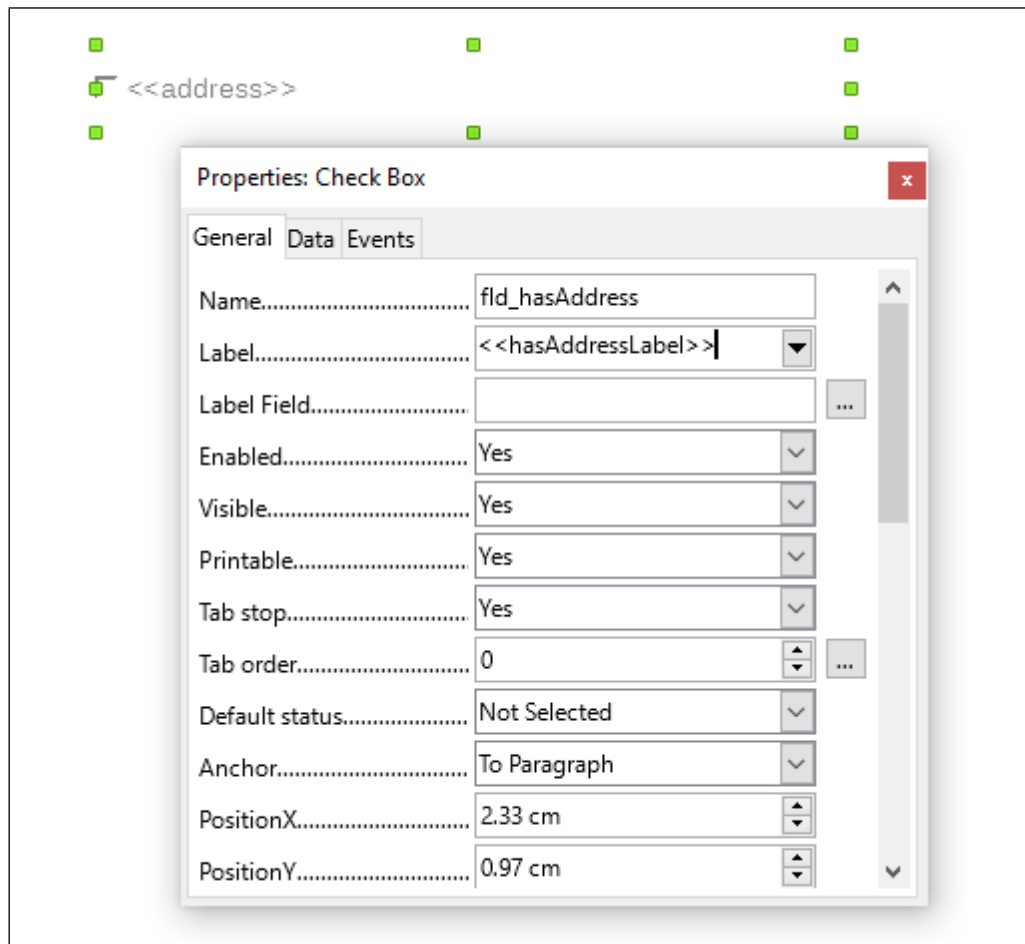 <<address>>
Properties: Check Box
x
General Data Events
Name................................ fld_hasAddress
Label................................. <<hasAddressLabel>>
Label Field........................ ...
Enabled............................. Yes
Visible............................... Yes
Printable........................... Yes
Tab stop............................ Yes
Tab order.......................... 0 ...
Default status................... Not Selected
Anchor.............................. To Paragraph
PositionX.......................... 2.33 cm
PositionY.......................... 0.97 cm